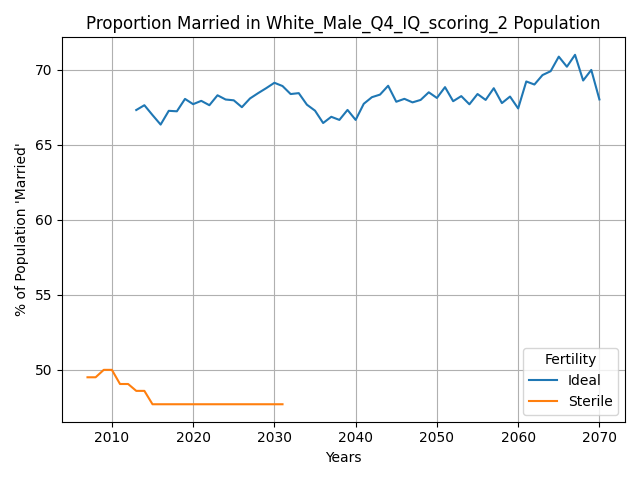 Proportion Married in White_Male_Q4_IQ_scoring_2 Population
% of Population 'Married'
70
65
60
55
50
2010 2020 2030 2040 2050 2060 2070
Years
Fertility
Ideal
Sterile